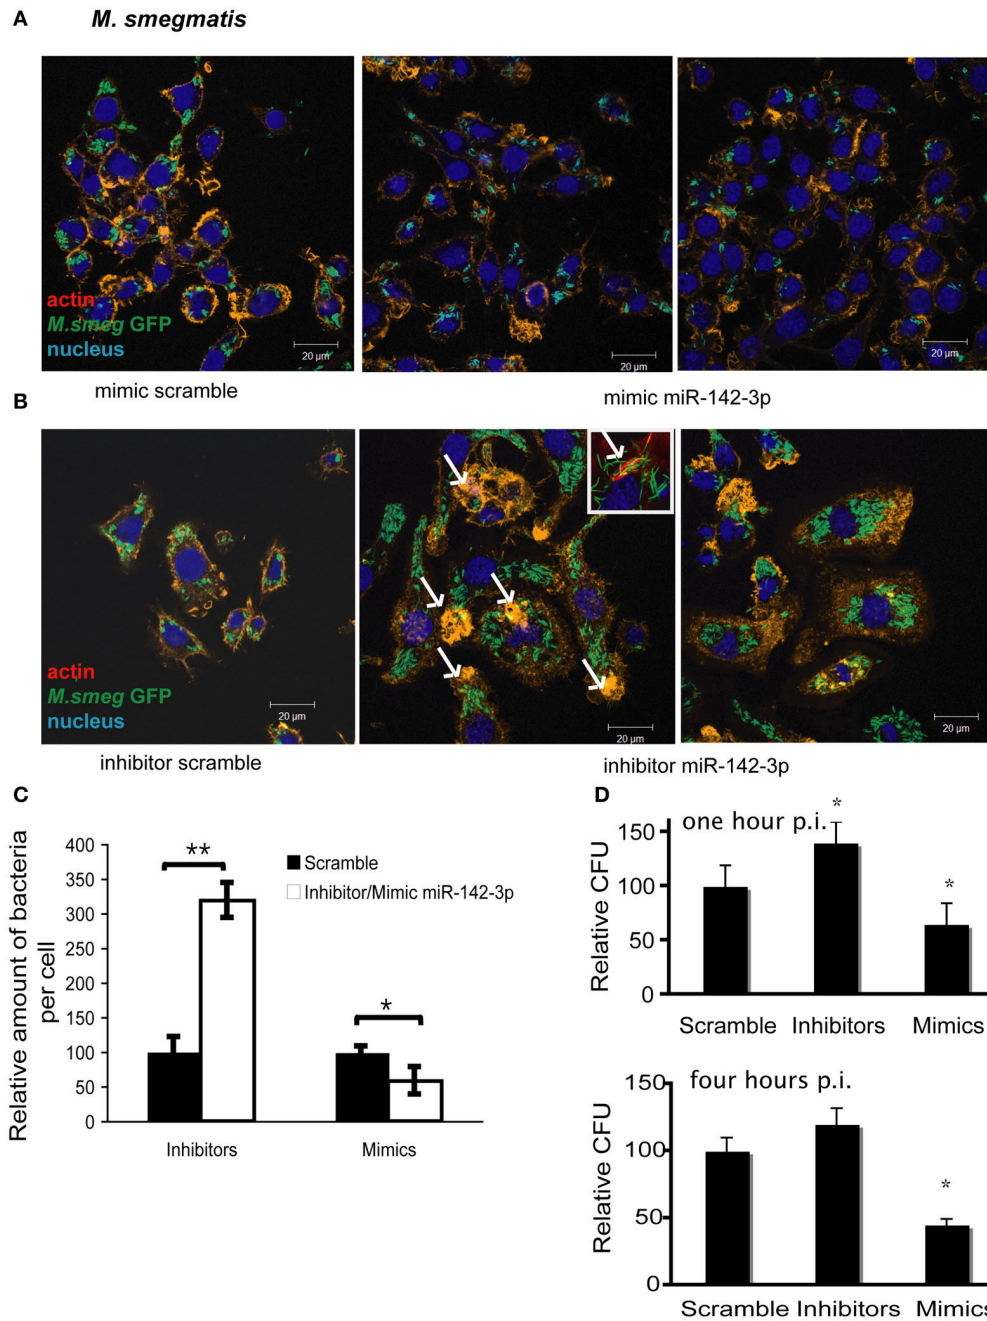 A M. smegmatis
actin
M.smeg GFP
nucleus
20 µm
20 µm
20 µm
mimic scramble
mimic miR-142-3p
B
actin
M.smeg GFP
nucleus
20 µm
20 µm
20 µm
inhibitor scramble
inhibitor miR-142-3p
C
Relative amount of bacteria
per cell
400
350
300
250
200
150
100
50
0
**
*
Scramble
Inhibitor/Mimic miR-142-3p
Inhibitors
Mimics
D
one hour p.i.
Relative CFU
150
100
50
0
*
*
Scramble
Inhibitors
Mimics
four hours p.i.
Relative CFU
150
100
50
0
*
Scramble
Inhibitors
Mimics